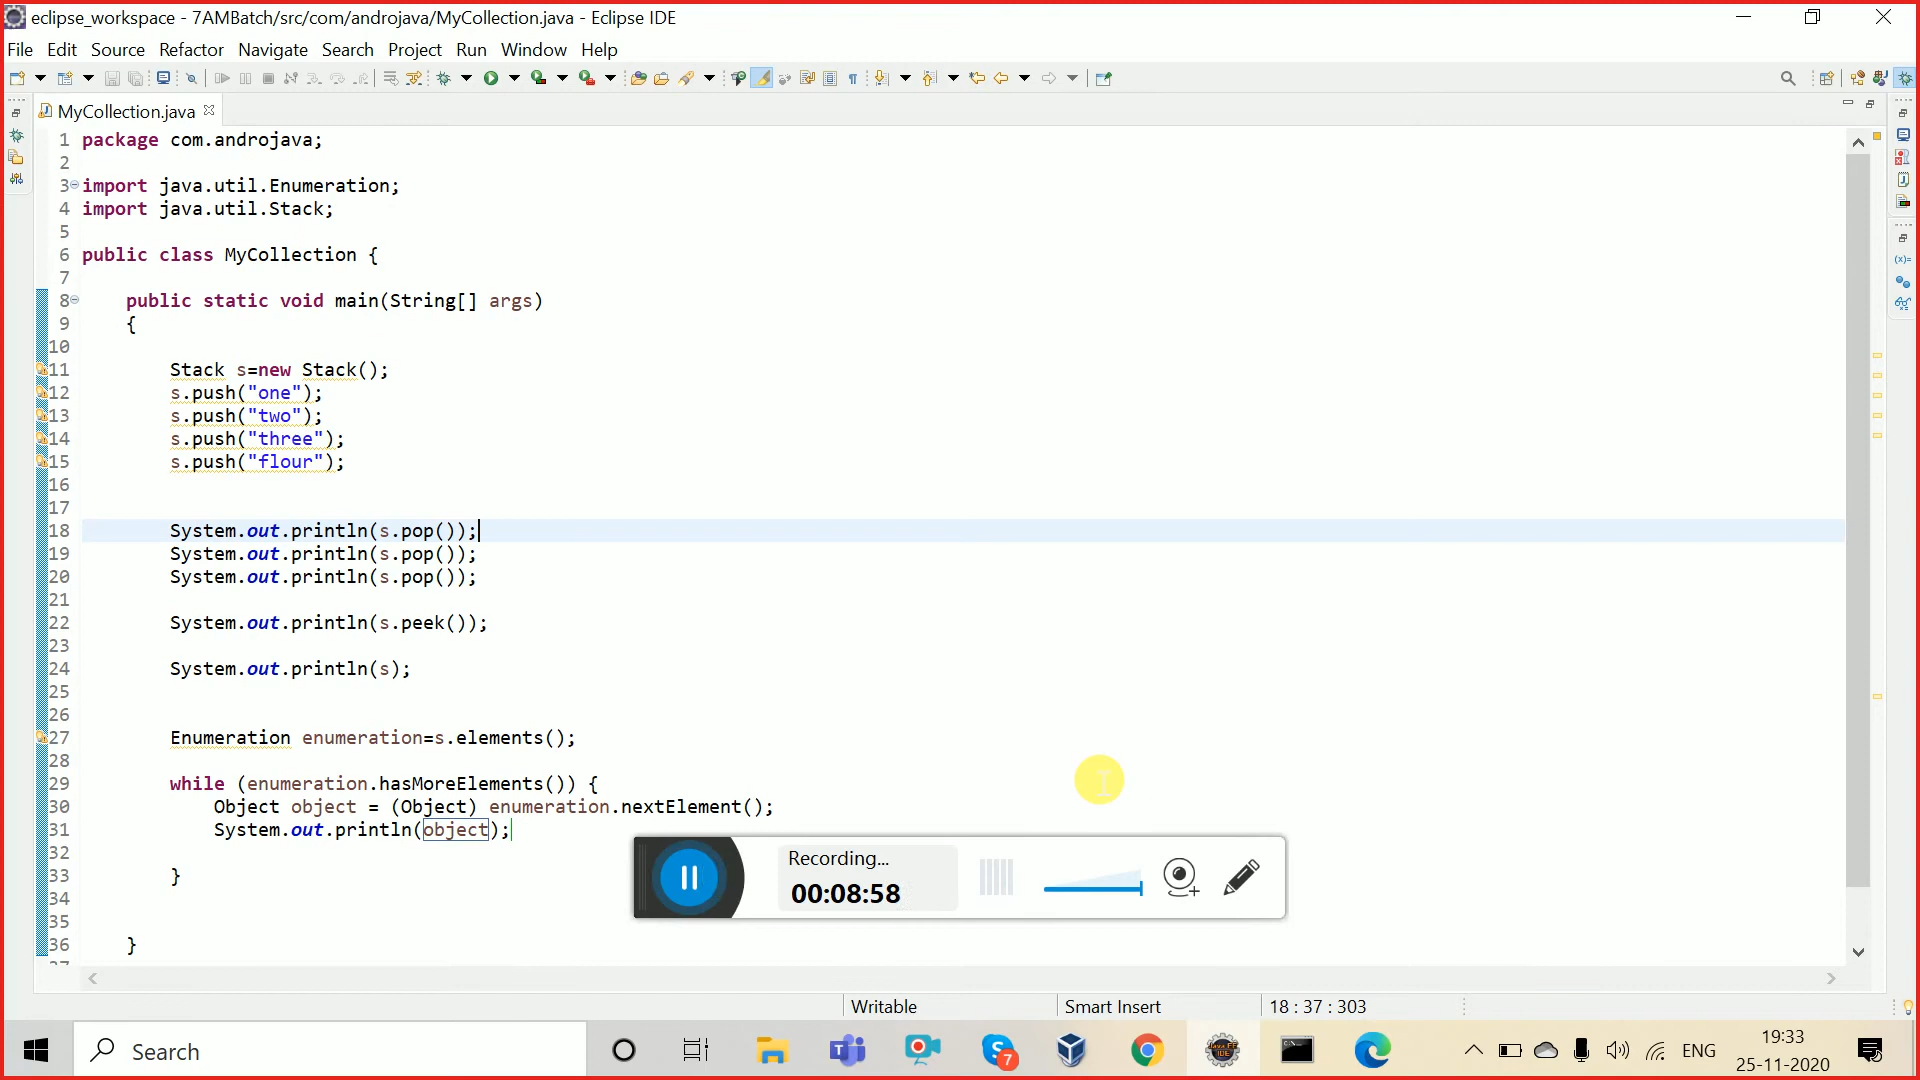 eclipse_workspace - 7AMBatch/src/com/androjava/MyCollection.java - Eclipse IDE
File Edit Source Refactor Navigate Search Project Run Window Help
MyCollection.java
1 package com.androjava;
2
3 import java.util.Enumeration;
4 import java.util.Stack;
5
6 public class MyCollection {
7
8 public static void main(String[] args)
9 {
10
11 Stack s=new Stack();
12 s.push("one");
13 s.push("two");
14 s.push("three");
15 s.push("flour");
16
17
18 System.out.println(s.pop());
19 System.out.println(s.pop());
20 System.out.println(s.pop());
21
22 System.out.println(s.peek());
23
24 System.out.println(s);
25
26
27 Enumeration enumeration=s.elements();
28
29 while (enumeration.hasMoreElements()) {
30 Object object = (Object) enumeration.nextElement();
31 System.out.println(object);
32
33 }
34
35
36 }
Recording...
00:08:58
Writable Smart Insert 18 : 37 : 303
Search
7
ENG
19:33
25-11-2020